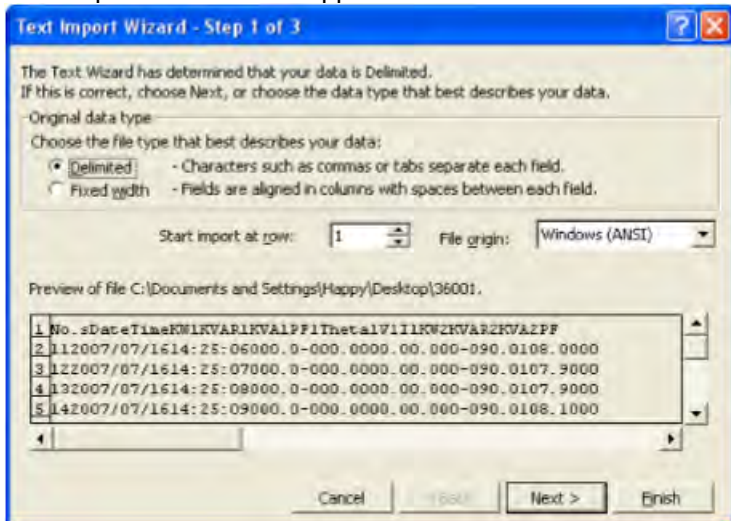 Text Import Wizard - Step 1 of 3
The Text Wizard has determined that your data is Delimited.
If this is correct, choose Next, or choose the data type that best describes your data.
Original data type
Choose the file type that best describes your data:
Delimited - Characters such as commas or tabs separate each field.
Fixed width - Fields are aligned in columns with spaces between each field.
Start import at row: 1 File origin: Windows (ANSI)
Preview of file C:\Documents and Settings\Happy\Desktop\36001.
1 No.sDateTimeKW1KVAR1KVA1PF1Theta1V1I1KW2KVAR2KVA2PF
2 112007/07/1614:25:06000.0-000.0000.00.000-090.0108.0000
3 122007/07/1614:25:07000.0-000.0000.00.000-090.0107.9000
4 132007/07/1614:25:08000.0-000.0000.00.000-090.0107.9000
5 142007/07/1614:25:09000.0-000.0000.00.000-090.0108.1000
Cancel < Back Next > Finish